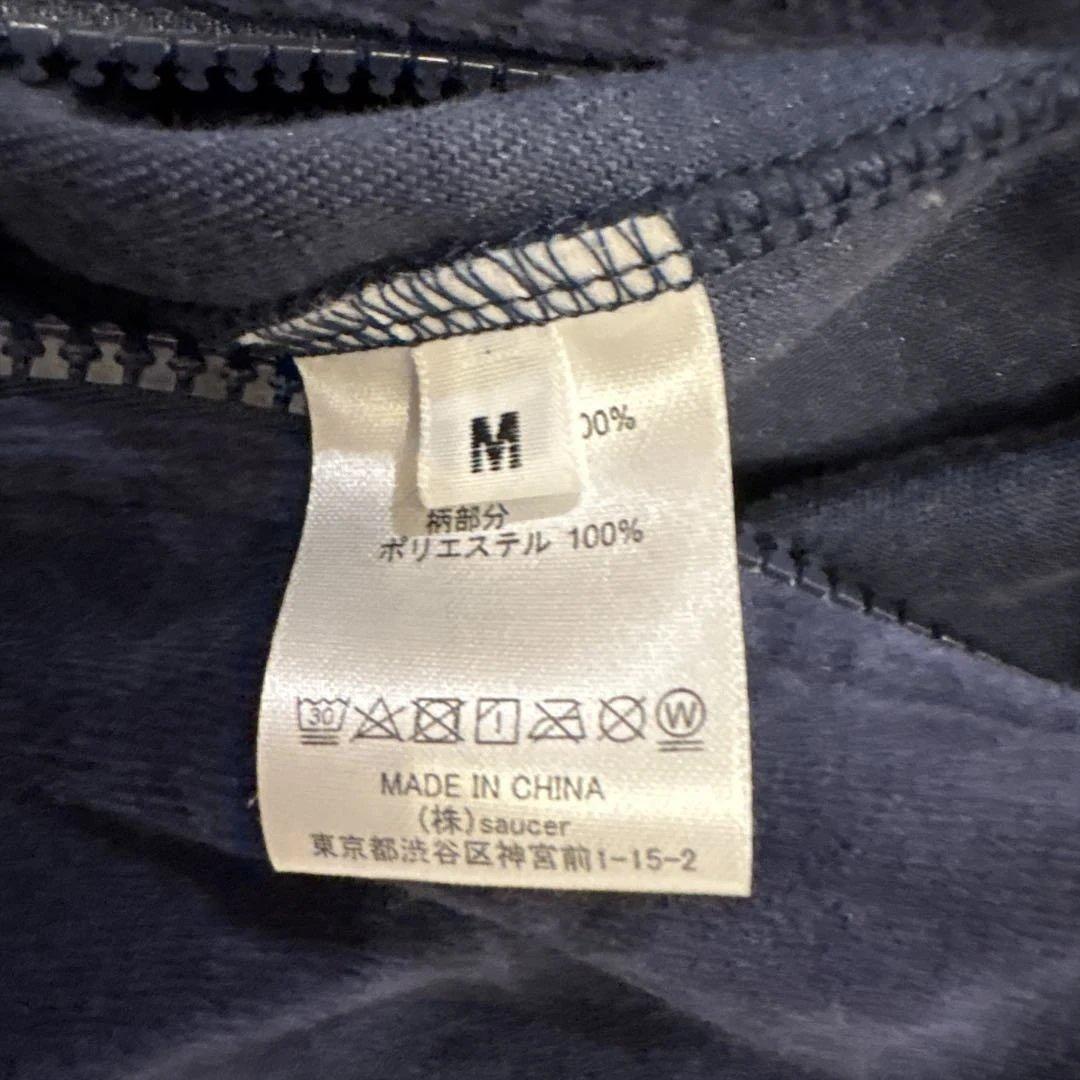 M
00%
柄部分
ポリエステル 100%
30
W
MADE IN CHINA
(株)saucer
東京都渋谷区神宮前1-15-2